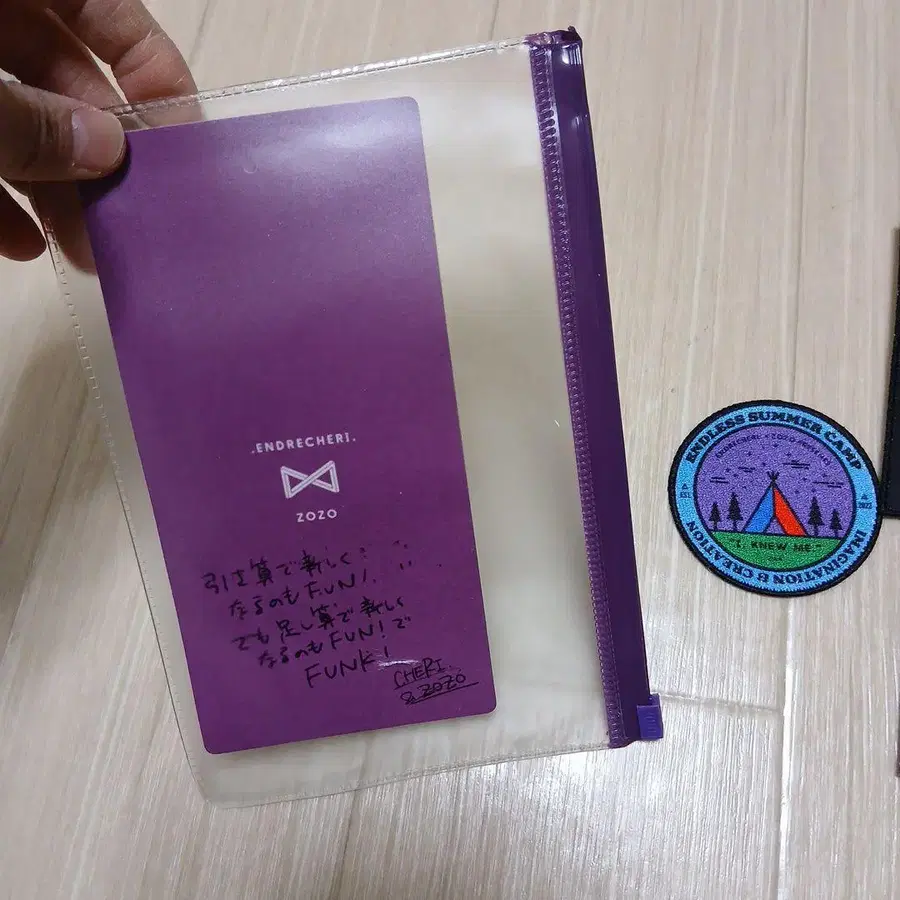 .ENDRECHERI.
ZOZO
引き算で新しく
なるのもFUN!
でも足し算で新しく
なるのもFUN!で
FUNK!
CHERI.
&ZOZO
ENDLESS SUMMER CAMP
ENDRECHERI. × ZOZO
"I KNEW ME."
IMAGINATION & CREATION